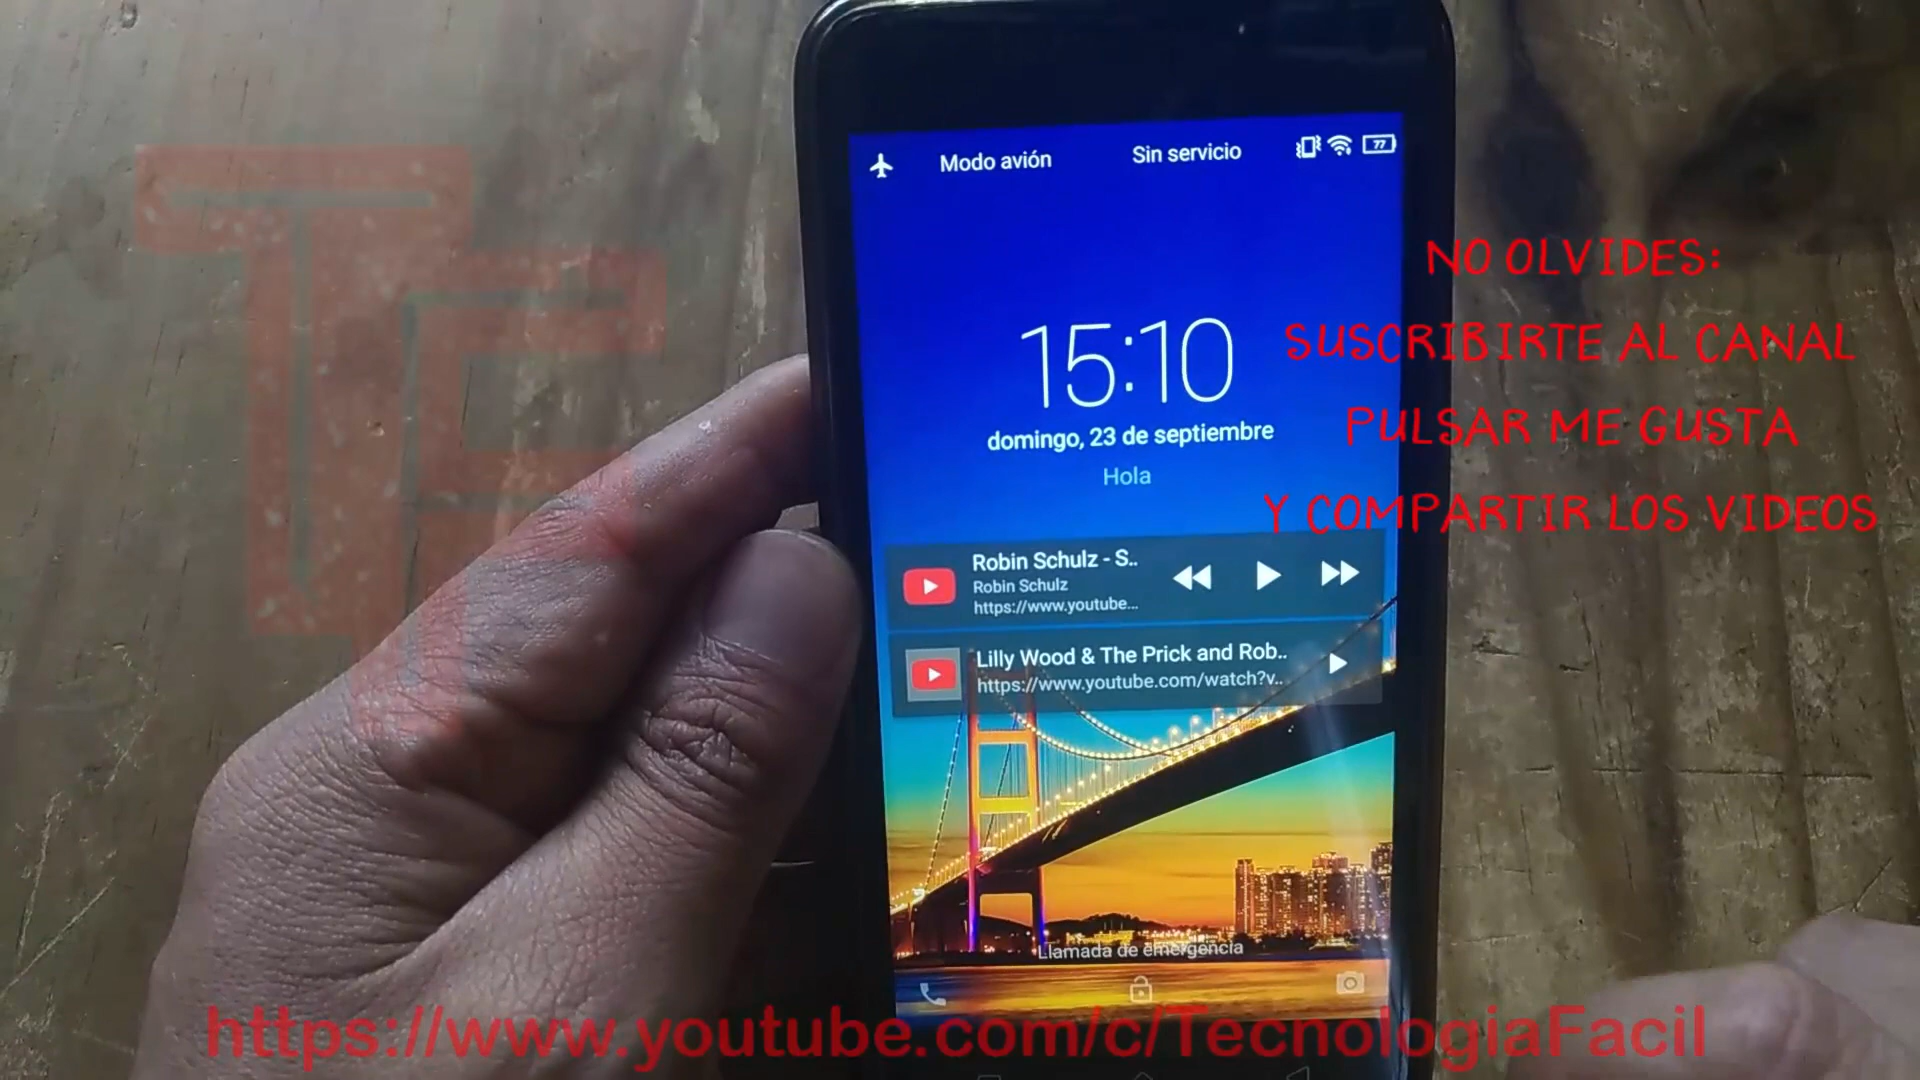 TF
Modo avión Sin servicio 77
15:10
domingo, 23 de septiembre
Hola
NO OLVIDES:
SUSCRIBIRTE AL CANAL
PULSAR ME GUSTA
Y COMPARTIR LOS VIDEOS
Robin Schulz - S..
Robin Schulz
https://www.youtube...
Lilly Wood & The Prick and Rob..
https://www.youtube.com/watch?v..
Llamada de emergencia
https://www.youtube.com/c/TecnologiaFacil